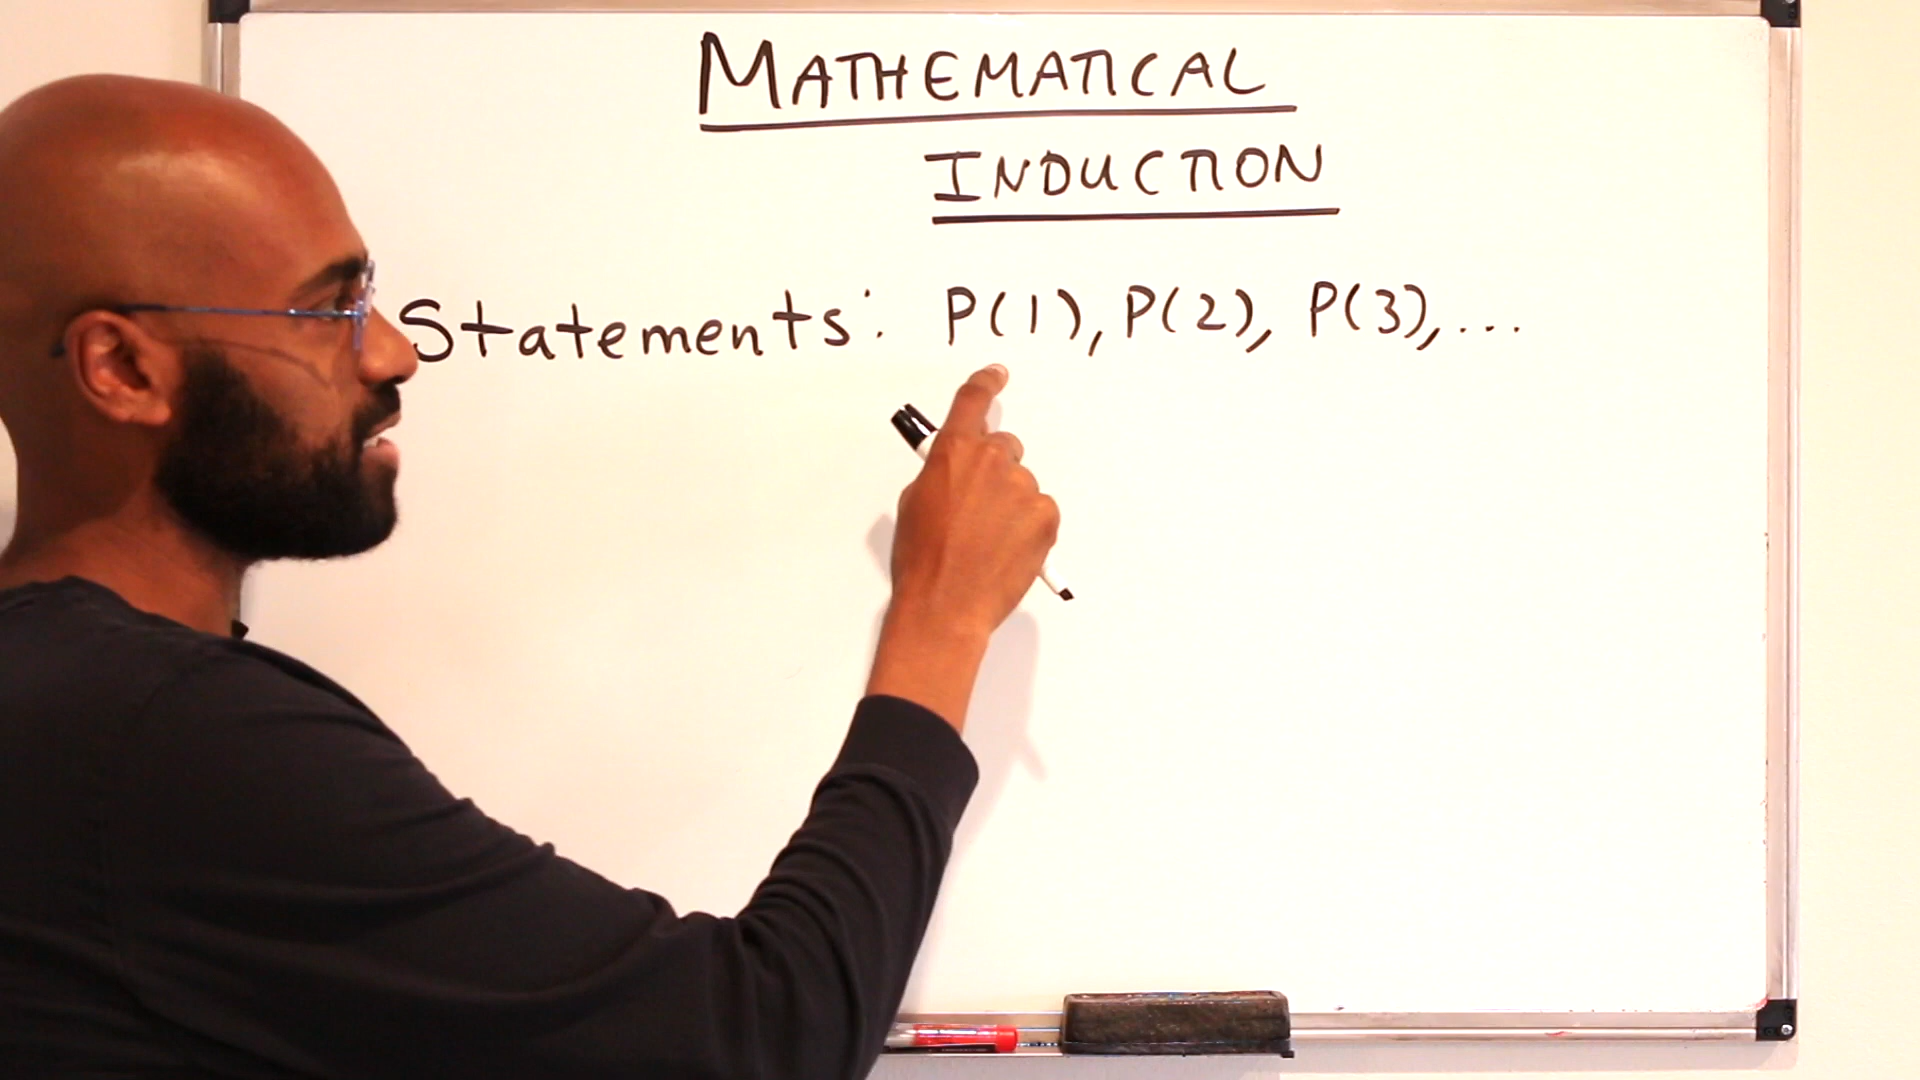 MATHEMATICAL
INDUCTION
Statements: P(1), P(2), P(3), ...